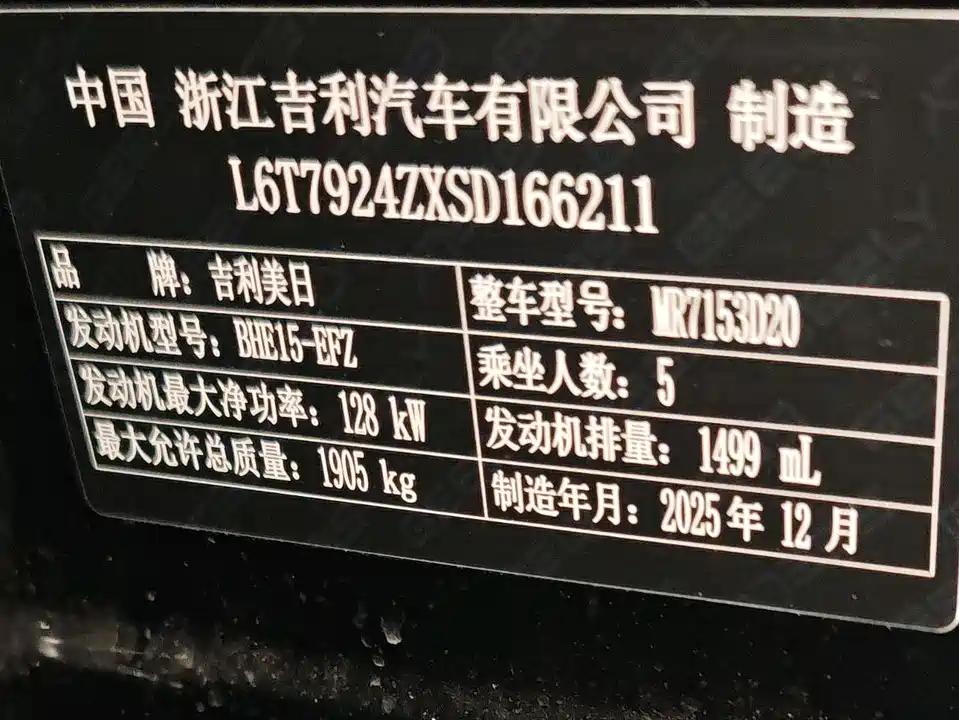 中国 浙江吉利汽车有限公司 制造
L6T7924ZXSD166211
品 牌：吉利美日 整车型号：MR7153D20
发动机型号：BHE15-EFZ 乘坐人数：5
发动机最大净功率：128 kW 发动机排量：1499 mL
最大允许总质量：1905 kg 制造年月：2025年 12 月